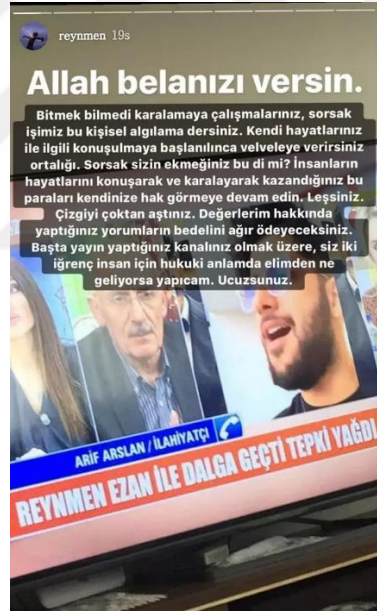 reynmen 19s
Allah belanızı versin.
Bitmek bilmedi karalamaya çalışmalarınız, sorsak
işimiz bu kişisel algılama dersiniz. Kendi hayatlarınız
ile ilgili konuşulmaya başlanılınca velveleye verirsiniz
ortalığı. Sorsak sizin ekmeğiniz bu di mi? İnsanların
hayatlarını konuşarak ve karalayarak kazandığınız bu
paraları kendinize hak görmeye devam edin. Leşsiniz.
Çizgiyi çoktan aştınız. Değerlerim hakkında
yaptığınız yorumların bedelini ağır ödeyeceksiniz.
Başta yayın yaptığınız kanalınız olmak üzere, siz iki
iğrenç insan için hukuki anlamda elimden ne
geliyorsa yapıcam. Ucuzsunuz.
ARİF ARSLAN / İLAHİYATÇI
REYNMEN EZAN İLE DALGA GEÇTİ TEPKİ YAĞDI